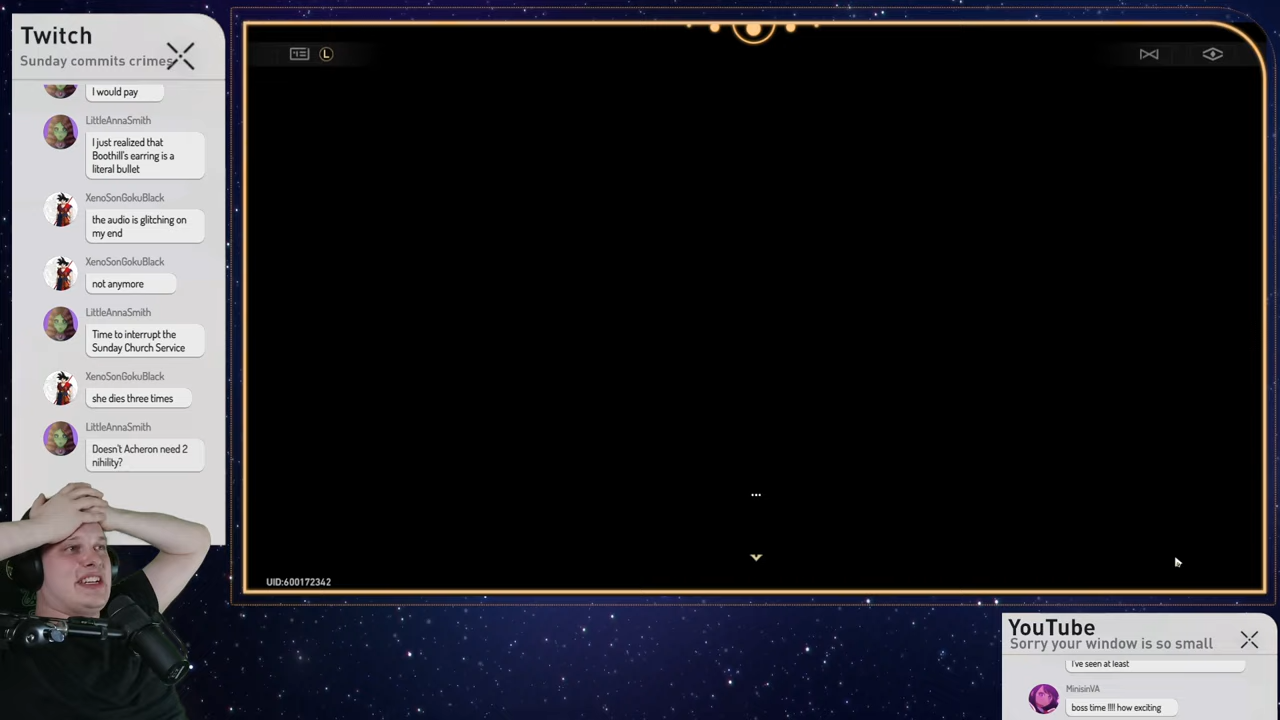 Twitch
Sunday commits crimes
I would pay
LittleAnnaSmith
I just realized that
Boothill's earring is a
literal bullet
XenoSonGokuBlack
the audio is glitching on
my end
XenoSonGokuBlack
not anymore
LittleAnnaSmith
Time to interrupt the
Sunday Church Service
XenoSonGokuBlack
she dies three times
LittleAnnaSmith
Doesn't Acheron need 2
nihility?
L
...
UID:600172342
YouTube
Sorry your window is so small
I've seen at least
MinisinVA
boss time !!!! how exciting